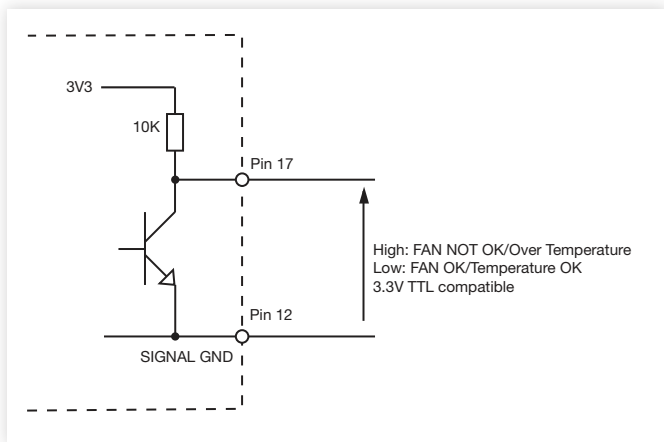 3V3
10K
Pin 17
High: FAN NOT OK/Over Temperature
Low: FAN OK/Temperature OK
3.3V TTL compatible
Pin 12
SIGNAL GND